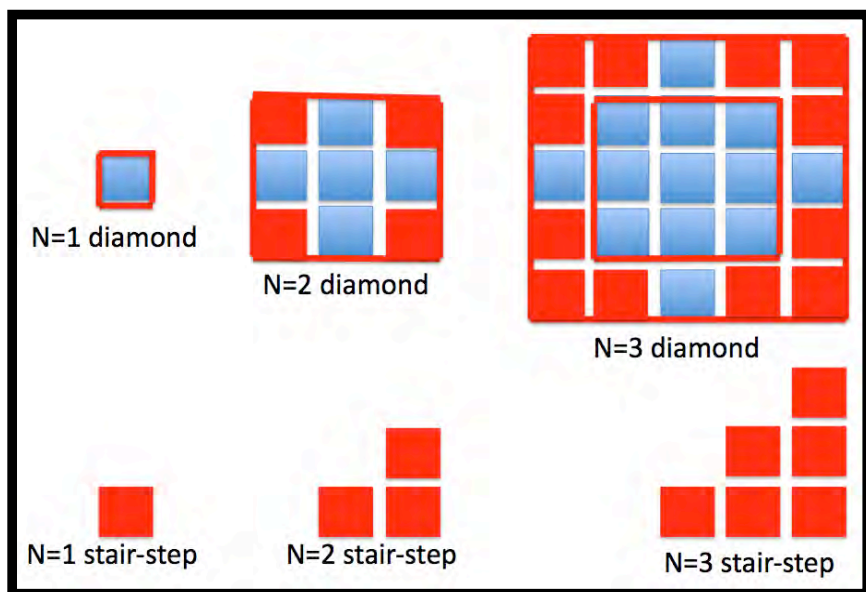 N=1 diamond
N=2 diamond
N=3 diamond
N=1 stair-step
N=2 stair-step
N=3 stair-step